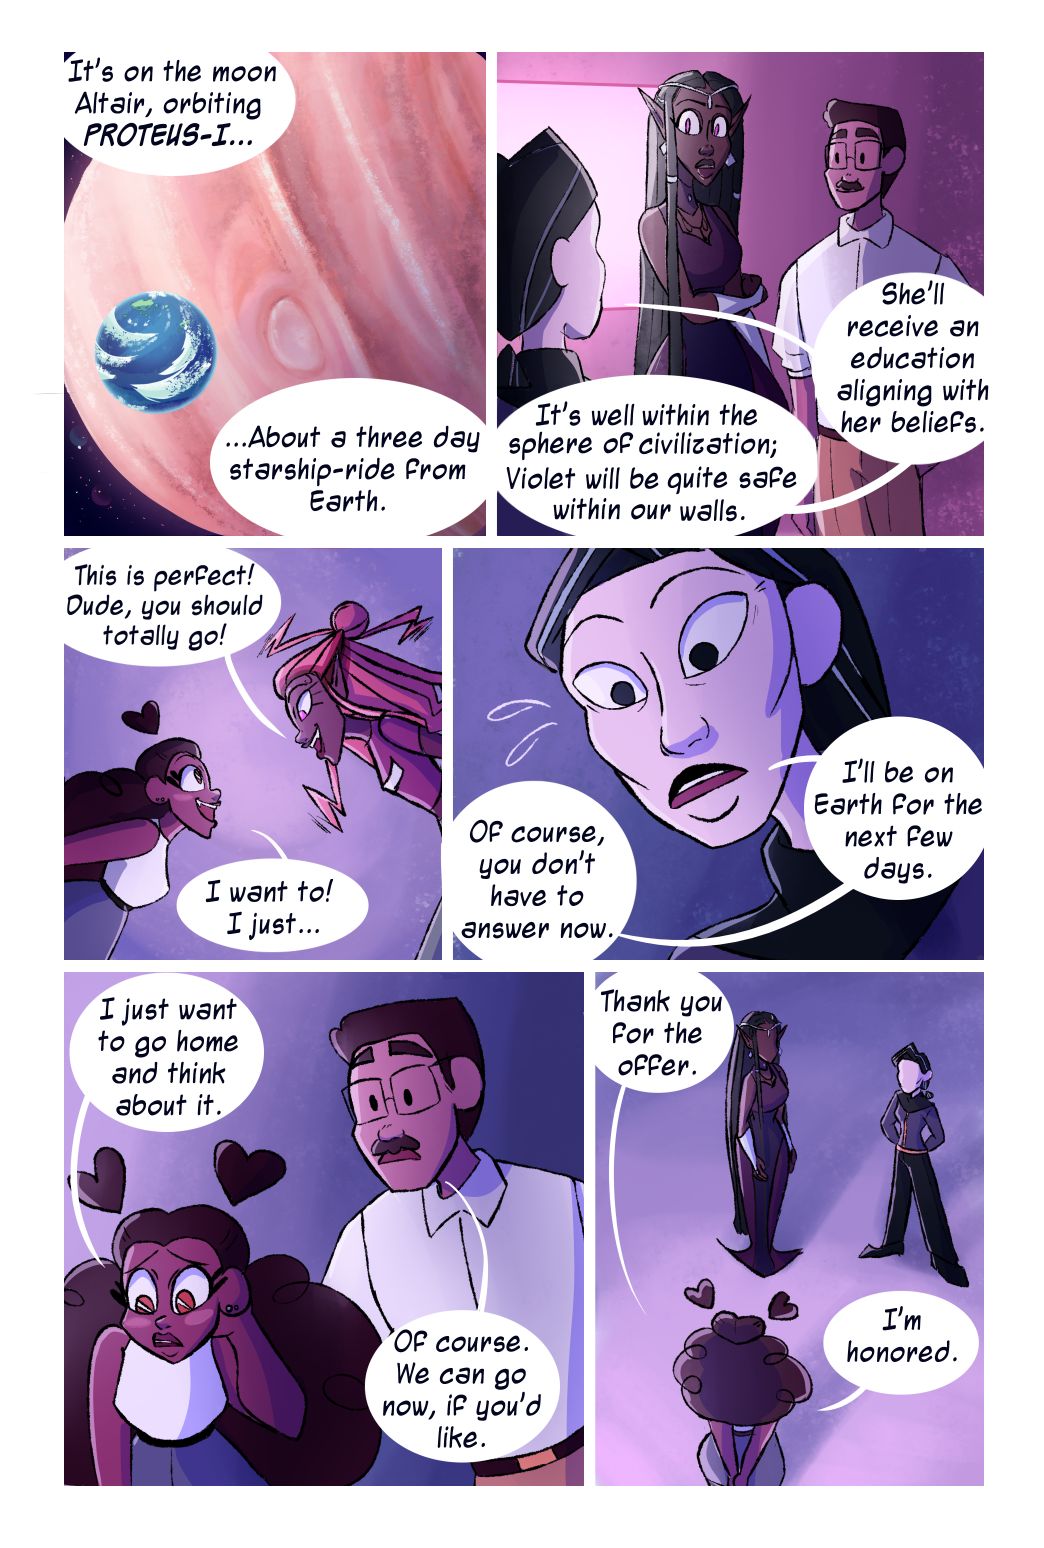 It's on the moon
Altair, orbiting
PROTEUS-I...
...About a three day
starship-ride from
Earth.
It's well within the
sphere of civilization;
Violet will be quite safe
within our walls.
She'll
receive an
education
aligning with
her beliefs.
This is perfect!
Dude, you should
totally go!
I want to!
I just...
Of course,
you don't
have to
answer now.
I'll be on
Earth for the
next few
days.
I just want
to go home
and think
about it.
Of course.
We can go
now, if you'd
like.
Thank you
for the
offer.
I'm
honored.